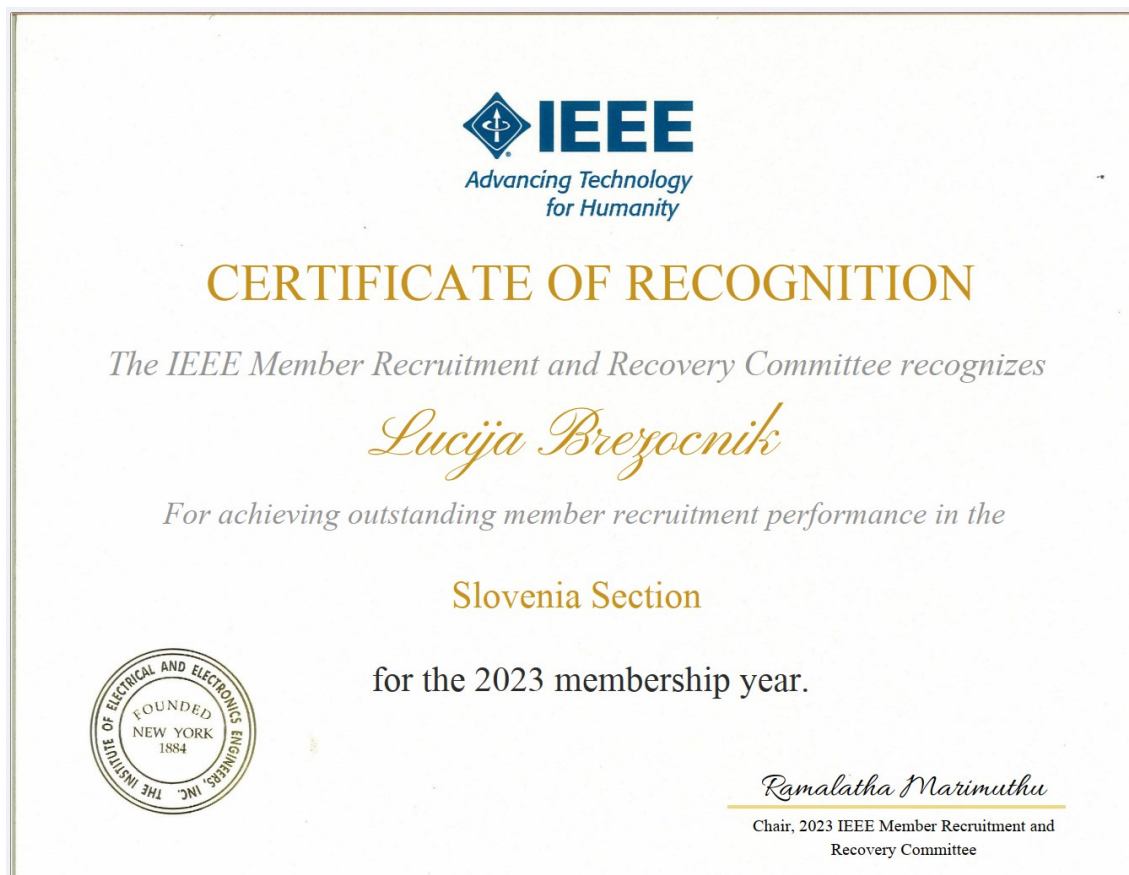 IEEE
Advancing Technology
for Humanity
CERTIFICATE OF RECOGNITION
The IEEE Member Recruitment and Recovery Committee recognizes
Lucija Brezocnik
For achieving outstanding member recruitment performance in the
Slovenia Section
for the 2023 membership year.
THE INSTITUTE OF ELECTRICAL AND ELECTRONICS ENGINEERS, INC.
FOUNDED
NEW YORK
1884
Ramalatha Marimuthu
Chair, 2023 IEEE Member Recruitment and
Recovery Committee